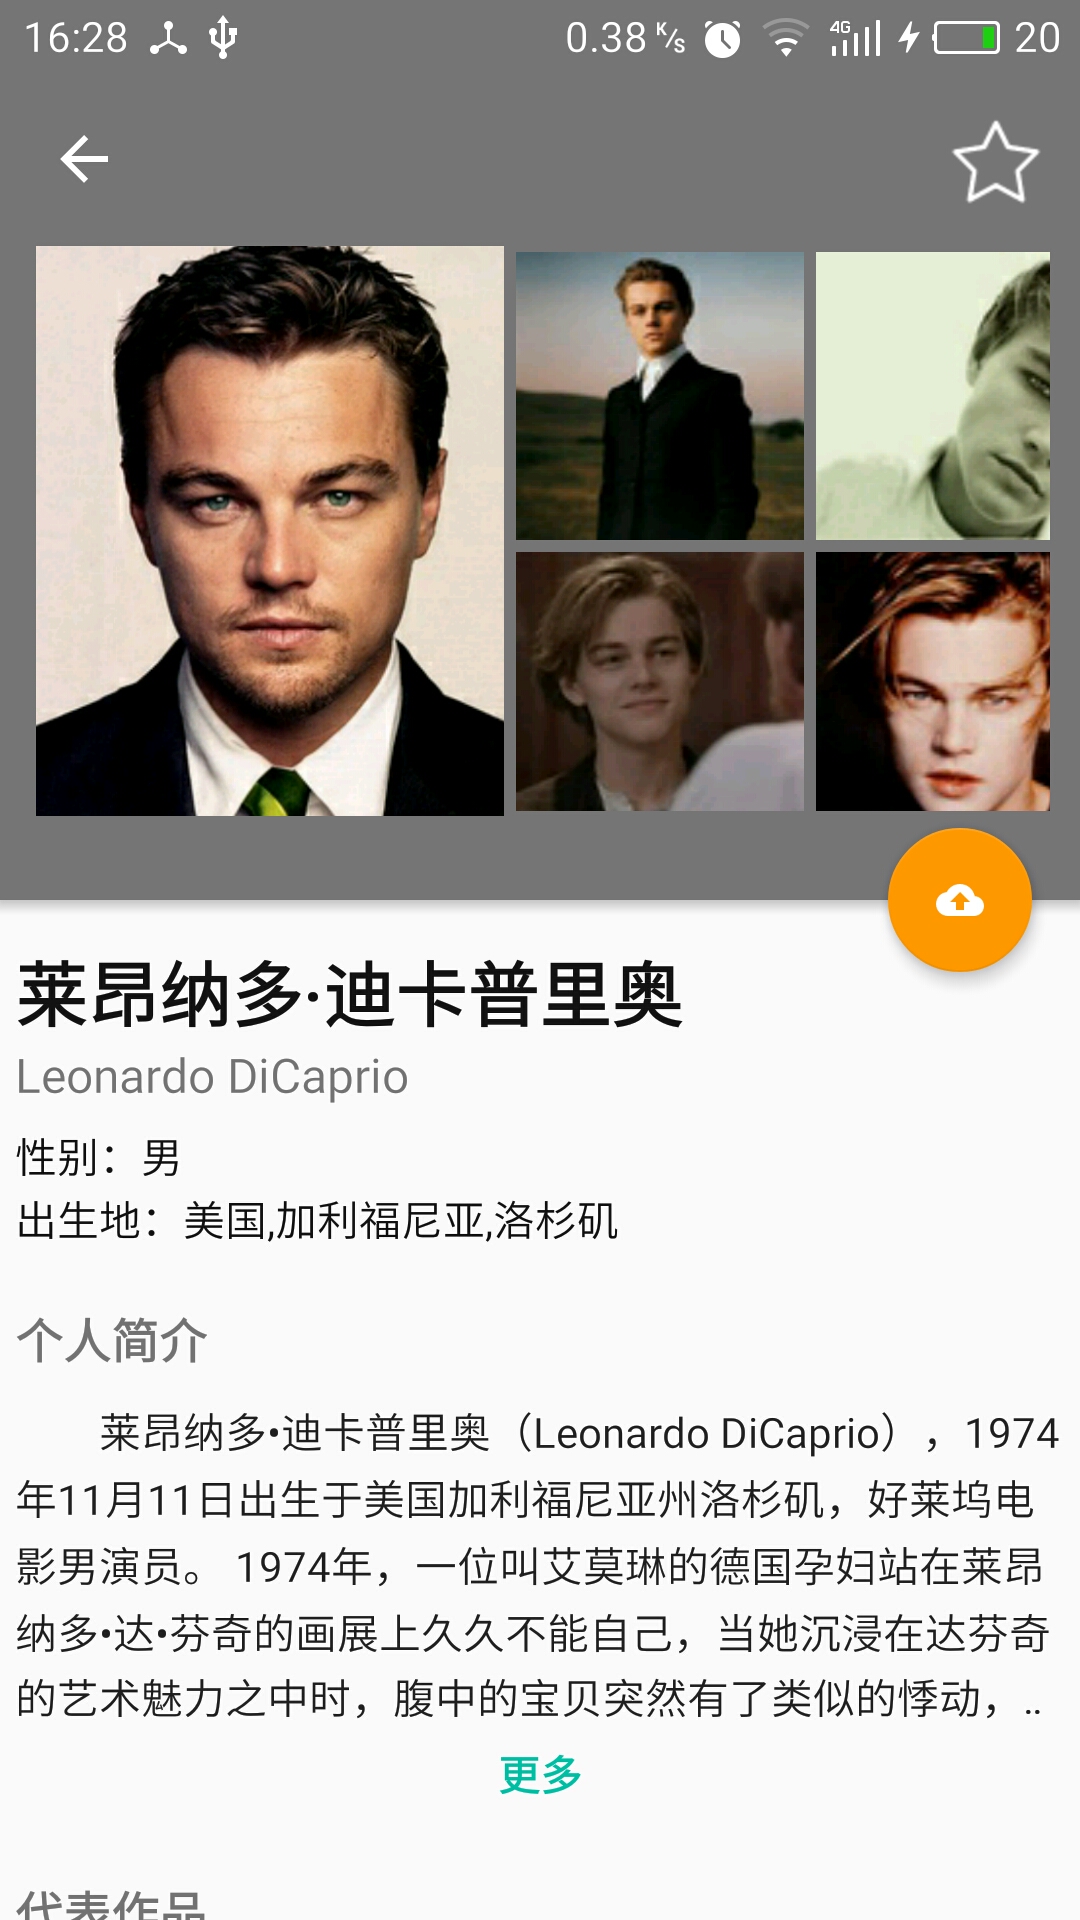 16:28
0.38 K/s 4G 20
莱昂纳多·迪卡普里奥
Leonardo DiCaprio
性别：男
出生地：美国,加利福尼亚,洛杉矶
个人简介
莱昂纳多•迪卡普里奥（Leonardo DiCaprio），1974
年11月11日出生于美国加利福尼亚州洛杉矶，好莱坞电
影男演员。 1974年，一位叫艾莫琳的德国孕妇站在莱昂
纳多•达•芬奇的画展上久久不能自己，当她沉浸在达芬奇
的艺术魅力之中时，腹中的宝贝突然有了类似的悸动，..
更多
代表作品